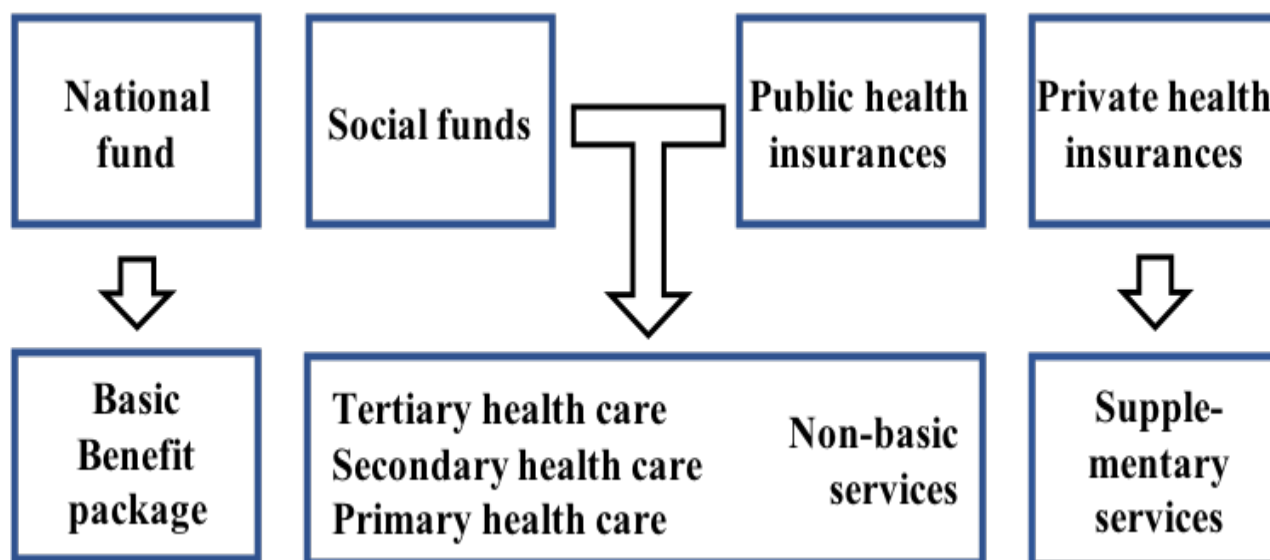 National
fund
Social funds
Public health
insurances
Private health
insurances
Basic
Benefit
package
Tertiary health care
Secondary health care
Primary health care
Non-basic
services
Supple-
mentary
services